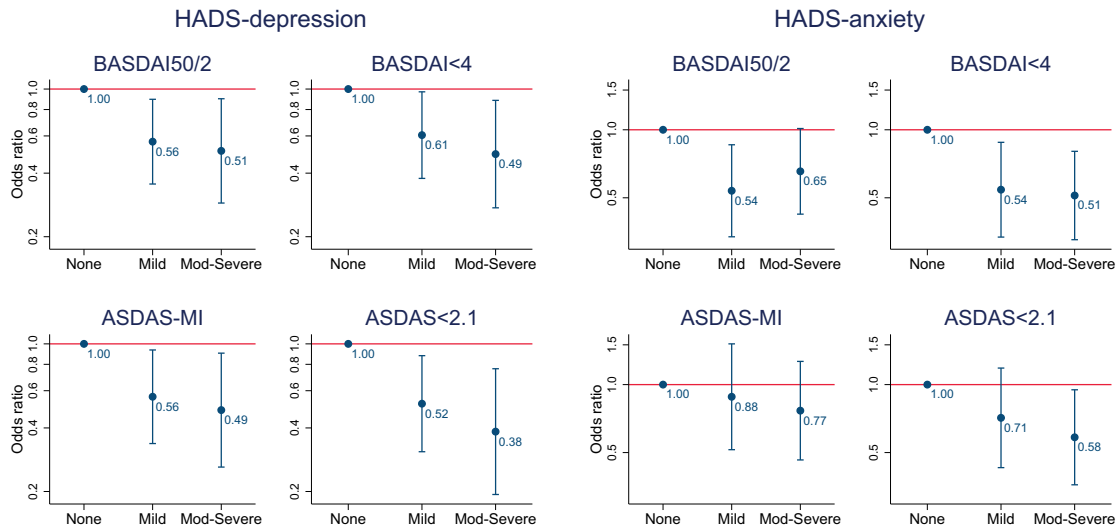 HADS-depression
HADS-anxiety
BASDAI50/2
BASDAI<4
BASDAI50/2
BASDAI<4
Odds ratio
1.0
0.8
0.6
0.4
0.2
1.00
0.56
0.51
None Mild Mod-Severe
1.0
0.8
0.6
0.4
0.2
1.00
0.61
0.49
None Mild Mod-Severe
Odds ratio
1.5
1.0
0.5
1.00
0.54
0.65
None Mild Mod-Severe
1.5
1.0
0.5
1.00
0.54
0.51
None Mild Mod-Severe
ASDAS-MI
ASDAS<2.1
ASDAS-MI
ASDAS<2.1
Odds ratio
1.0
0.8
0.6
0.4
0.2
1.00
0.56
0.49
None Mild Mod-Severe
1.0
0.8
0.6
0.4
0.2
1.00
0.52
0.38
None Mild Mod-Severe
Odds ratio
1.5
1.0
0.5
1.00
0.88
0.77
None Mild Mod-Severe
1.5
1.0
0.5
1.00
0.71
0.58
None Mild Mod-Severe